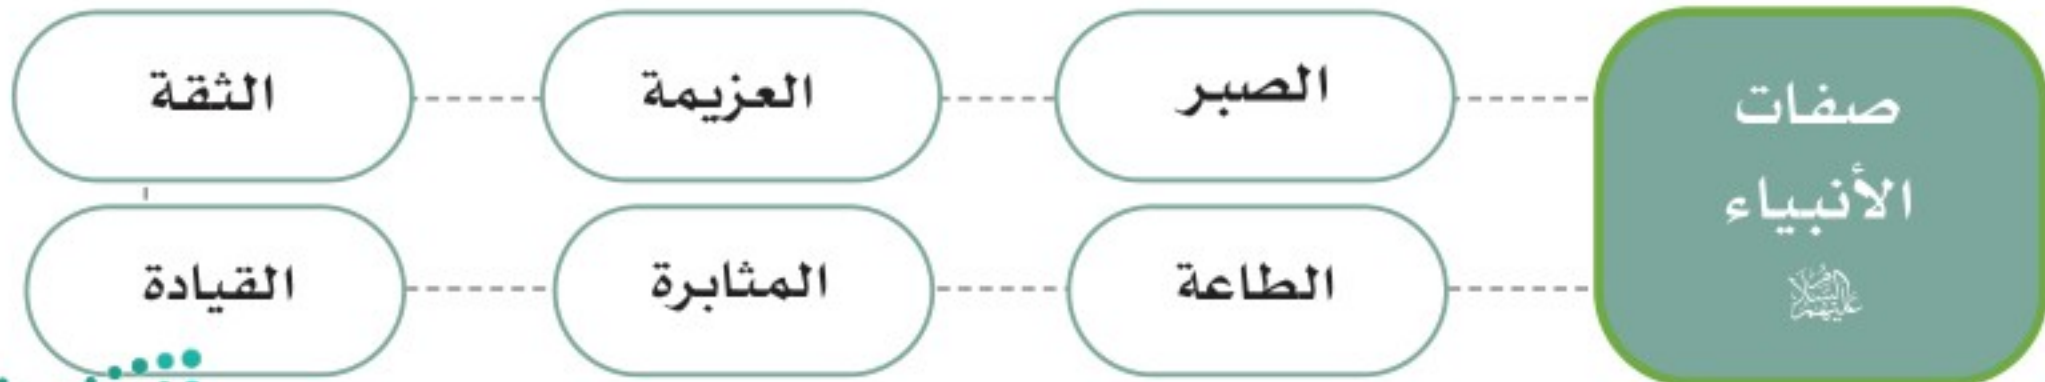 صفات
الأنبياء
عليهم السلام
الصبر
العزيمة
الثقة
الطاعة
المثابرة
القيادة